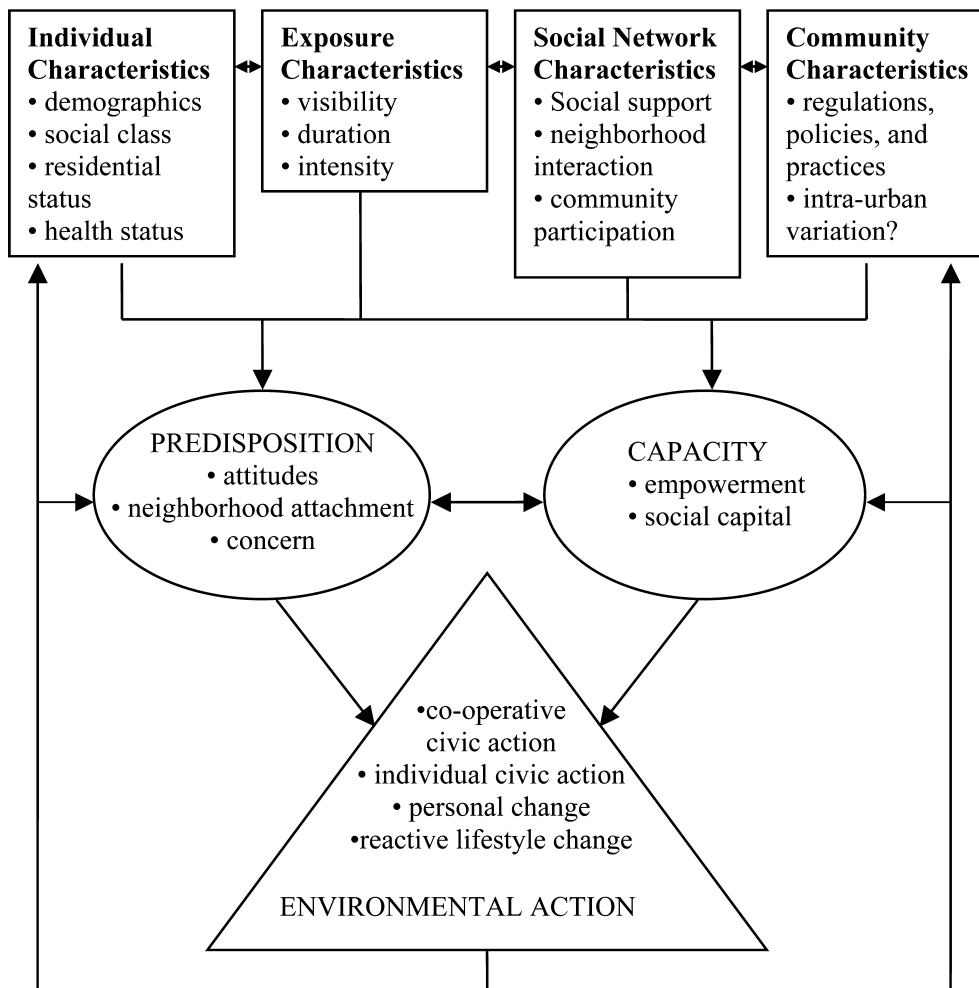 Individual
Characteristics
• demographics
• social class
• residential
status
• health status
Exposure
Characteristics
• visibility
• duration
• intensity
Social Network
Characteristics
• Social support
• neighborhood
interaction
• community
participation
Community
Characteristics
• regulations,
policies, and
practices
• intra-urban
variation?
PREDISPOSITION
• attitudes
• neighborhood attachment
• concern
CAPACITY
• empowerment
• social capital
•co-operative
civic action
• individual civic action
• personal change
•reactive lifestyle change
ENVIRONMENTAL ACTION